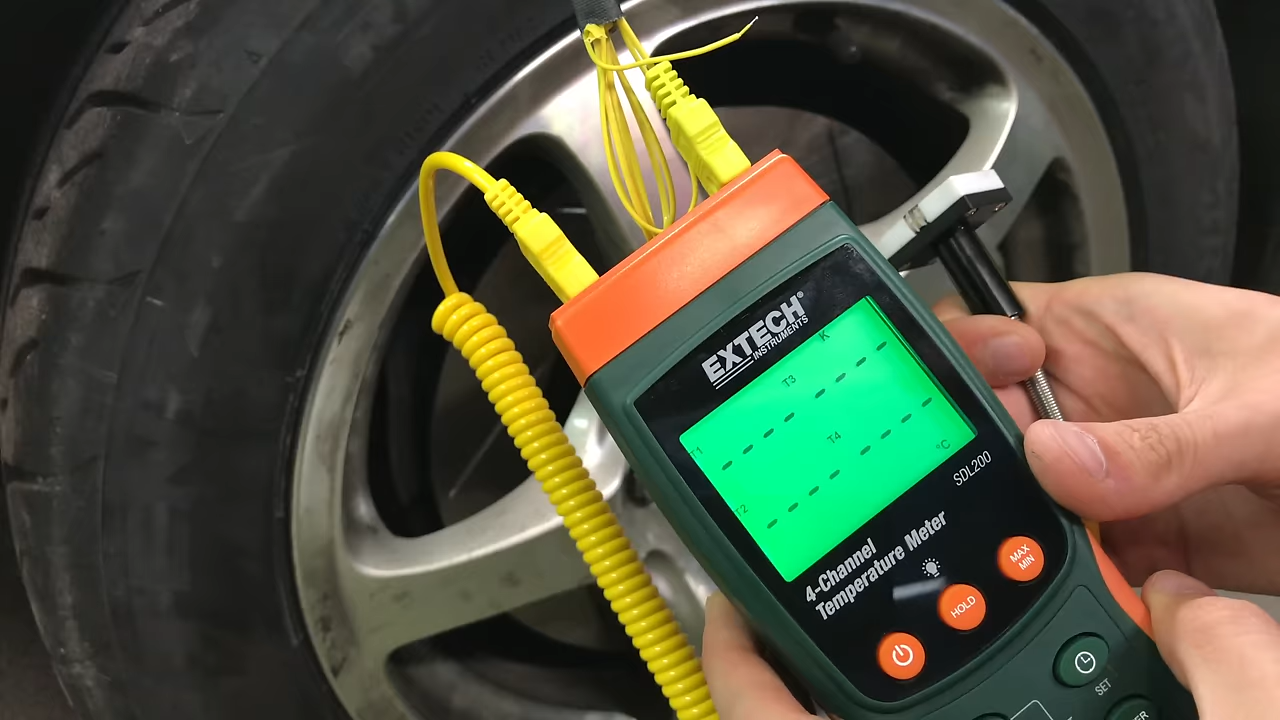 EXTECH®
INSTRUMENTS
K
T1
T3
T2
T4
°C
SDL200
4-Channel
Temperature Meter
MAX
MIN
HOLD
SET